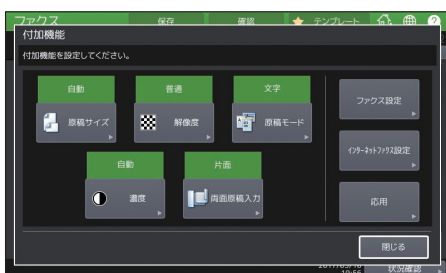 ファクス 保存 確認 テンプレート
付加機能
付加機能を設定してください。
自動 普通 文字
原稿サイズ 解像度 原稿モード
ファクス設定
自動 片面
濃度 両面原稿入力
インターネットファクス設定
応用
閉じる
状況確認